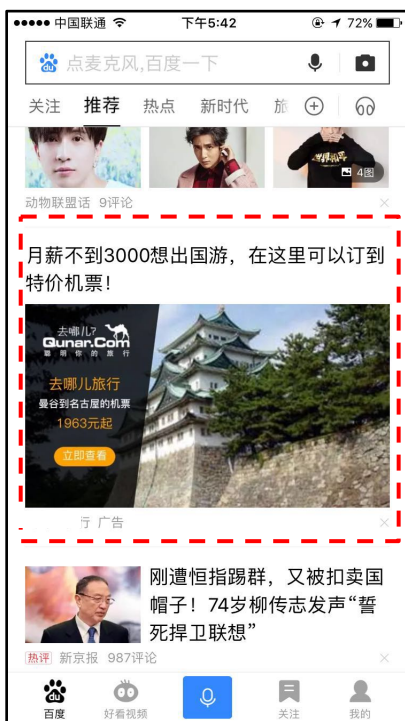 中国联通 下午5:42 72%
点麦克风,百度一下
关注 推荐 热点 新时代 旅
4图
动物联盟话 9评论
月薪不到3000想出国游，在这里可以订到
特价机票！
去哪儿?
Qunar.Com
聪明你的旅行
去哪儿旅行
曼谷到名古屋的机票
1963元起
立即查看
行 广告
刚遭恒指踢群，又被扣卖国
帽子！74岁柳传志发声“誓
死捍卫联想”
热评 新京报 987评论
百度 好看视频 关注 我的